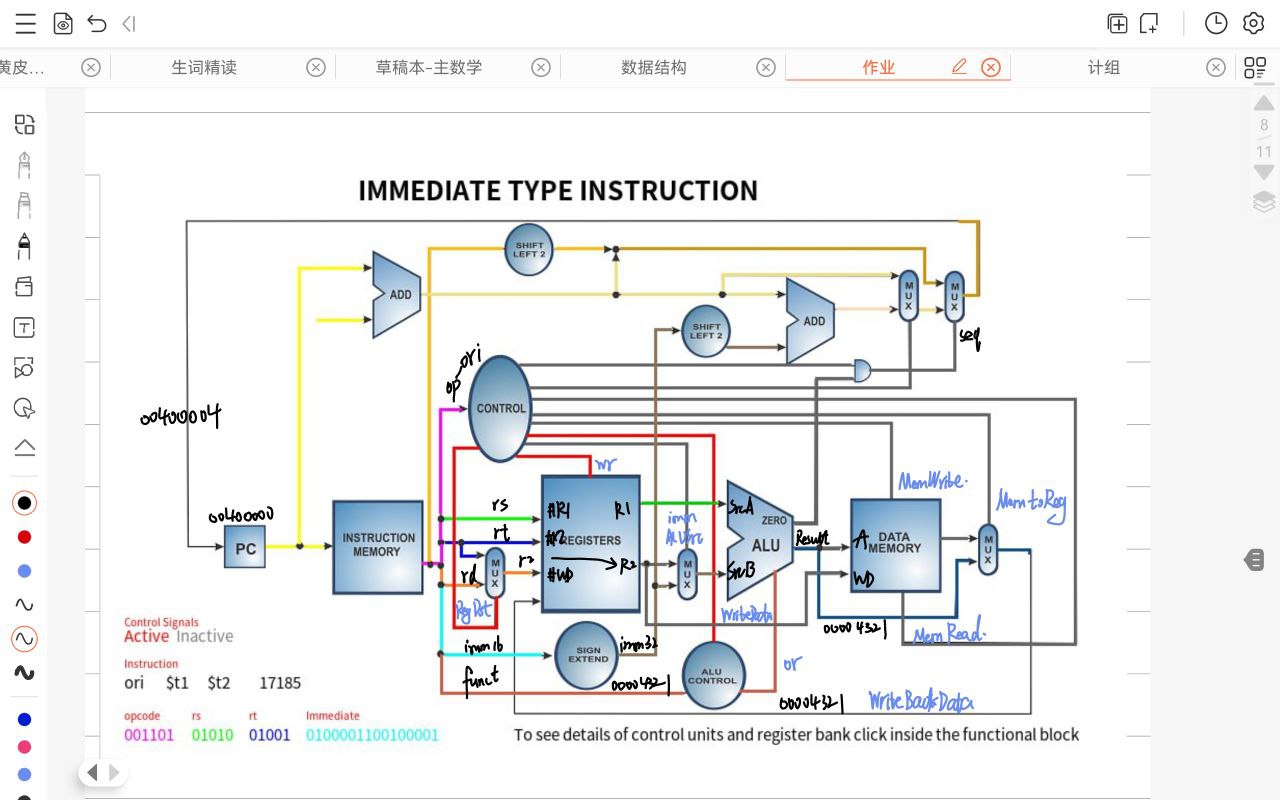 黄皮...
生词精读
草稿本-主数学
数据结构
作业
计组
8
11
IMMEDIATE TYPE INSTRUCTION
SHIFT LEFT 2
ADD
MUX
MUX
SHIFT LEFT 2
ADD
seq
ori
op
CONTROL
00400004
wr
MemWrite.
MemtoReg
00400000
PC
INSTRUCTION MEMORY
rs
rt
rd
MUX
RegDst
r2
#R1
R1
REGISTERS
R2
#WD
imm
MUX
SrcA
ZERO
ALU
SrcB
Result
A
DATA MEMORY
WD
MUX
WriteData
00004321
MemRead.
imm16
SIGN EXTEND
imm32
funct
00004321
ALU CONTROL
or
00004321
WriteBackData
Control Signals
Active Inactive
Instruction
ori $t1 $t2 17185
opcode rs rt Immediate
001101 01010 01001 0100001100100001
To see details of control units and register bank click inside the functional block